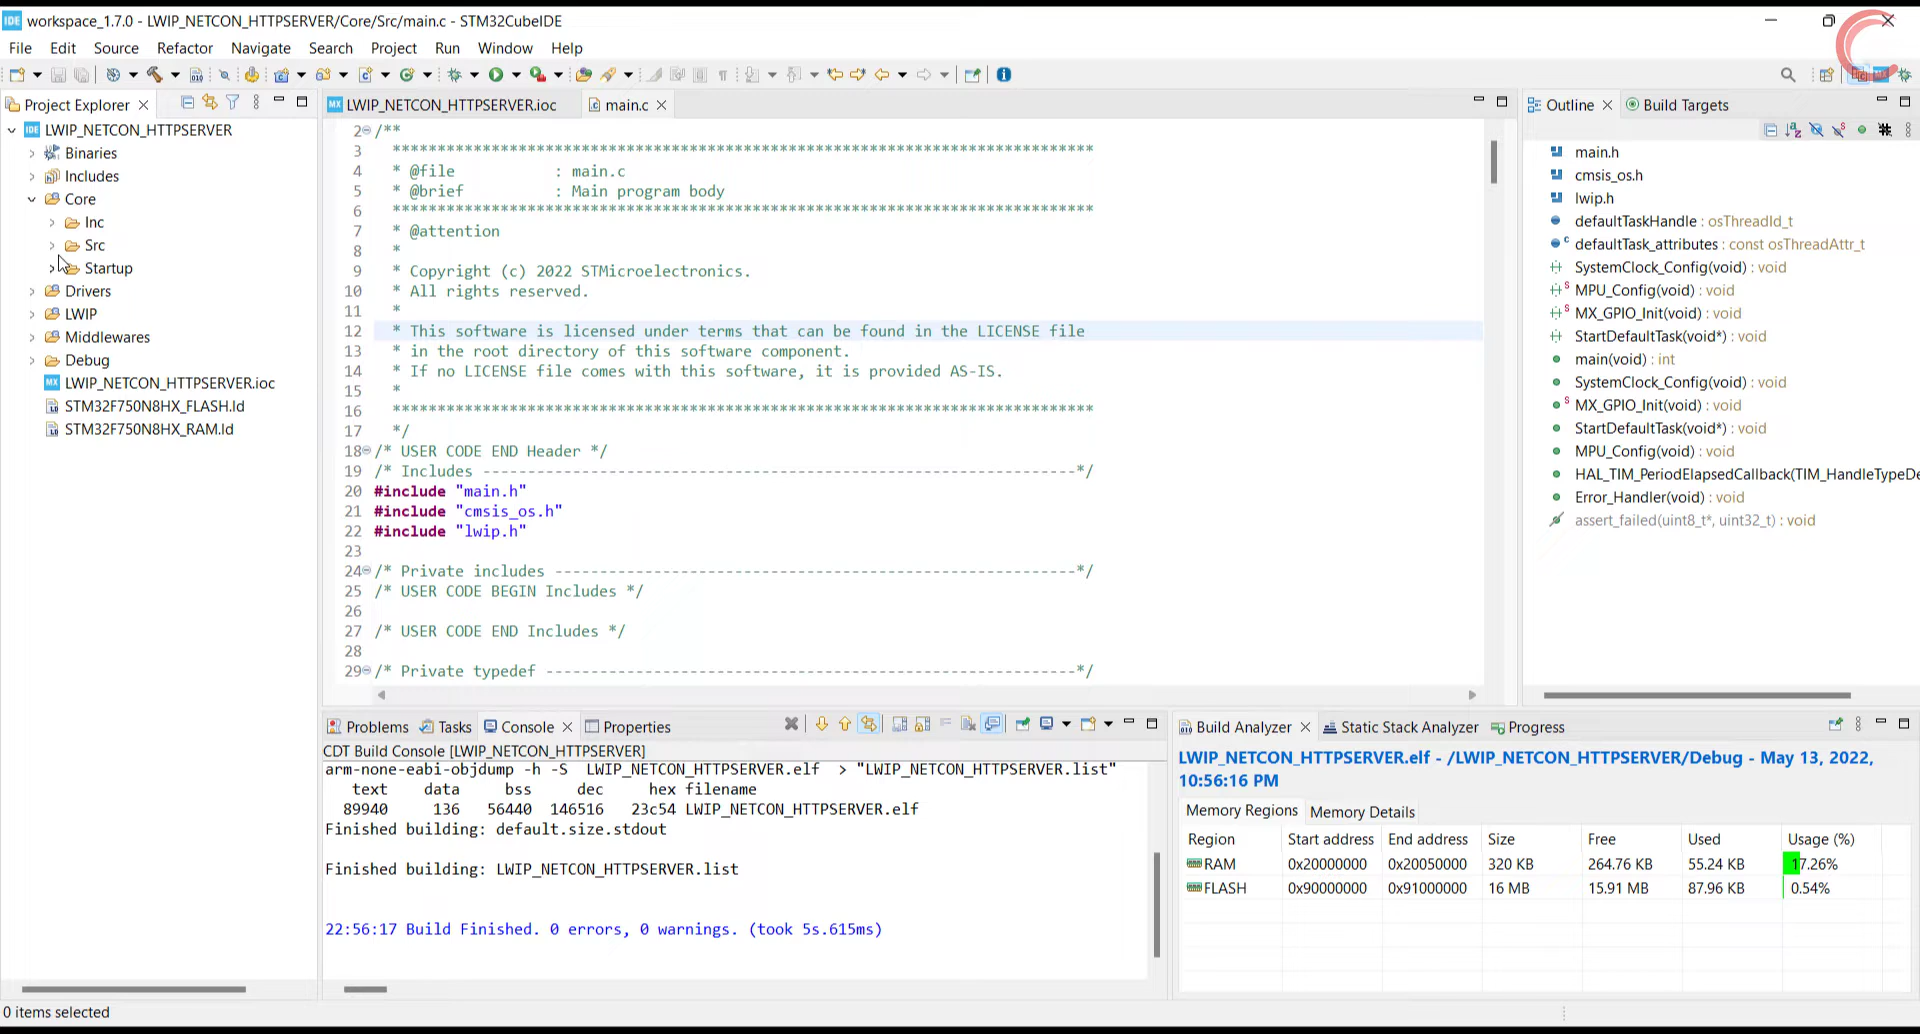 IDE workspace_1.7.0 - LWIP_NETCON_HTTPSERVER/Core/Src/main.c - STM32CubeIDE
File Edit Source Refactor Navigate Search Project Run Window Help
Project Explorer
IDE LWIP_NETCON_HTTPSERVER
Binaries
Includes
Core
Inc
Src
Startup
Drivers
LWIP
Middlewares
Debug
MX LWIP_NETCON_HTTPSERVER.ioc
STM32F750N8HX_FLASH.ld
STM32F750N8HX_RAM.ld
MX LWIP_NETCON_HTTPSERVER.ioc main.c
2 /**
3 ******************************************************************************
4 * @file : main.c
5 * @brief : Main program body
6 ******************************************************************************
7 * @attention
8 *
9 * Copyright (c) 2022 STMicroelectronics.
10 * All rights reserved.
11 *
12 * This software is licensed under terms that can be found in the LICENSE file
13 * in the root directory of this software component.
14 * If no LICENSE file comes with this software, it is provided AS-IS.
15 *
16 ******************************************************************************
17 */
18 /* USER CODE END Header */
19 /* Includes ------------------------------------------------------------------*/
20 #include "main.h"
21 #include "cmsis_os.h"
22 #include "lwip.h"
23
24 /* Private includes ----------------------------------------------------------*/
25 /* USER CODE BEGIN Includes */
26
27 /* USER CODE END Includes */
28
29 /* Private typedef -----------------------------------------------------------*/
Outline Build Targets
main.h
cmsis_os.h
lwip.h
defaultTaskHandle : osThreadId_t
defaultTask_attributes : const osThreadAttr_t
SystemClock_Config(void) : void
MPU_Config(void) : void
MX_GPIO_Init(void) : void
StartDefaultTask(void*) : void
main(void) : int
SystemClock_Config(void) : void
MX_GPIO_Init(void) : void
StartDefaultTask(void*) : void
MPU_Config(void) : void
HAL_TIM_PeriodElapsedCallback(TIM_HandleTypeDe
Error_Handler(void) : void
assert_failed(uint8_t*, uint32_t) : void
Problems Tasks Console Properties
CDT Build Console [LWIP_NETCON_HTTPSERVER]
arm-none-eabi-objdump -h -S LWIP_NETCON_HTTPSERVER.elf > "LWIP_NETCON_HTTPSERVER.list"
text data bss dec hex filename
89940 136 56440 146516 23c54 LWIP_NETCON_HTTPSERVER.elf
Finished building: default.size.stdout
Finished building: LWIP_NETCON_HTTPSERVER.list
22:56:17 Build Finished. 0 errors, 0 warnings. (took 5s.615ms)
Build Analyzer Static Stack Analyzer Progress
LWIP_NETCON_HTTPSERVER.elf - /LWIP_NETCON_HTTPSERVER/Debug - May 13, 2022,
10:56:16 PM
Memory Regions Memory Details
Region Start address End address Size Free Used Usage (%)
RAM 0x20000000 0x20050000 320 KB 264.76 KB 55.24 KB 17.26%
FLASH 0x90000000 0x91000000 16 MB 15.91 MB 87.96 KB 0.54%
0 items selected